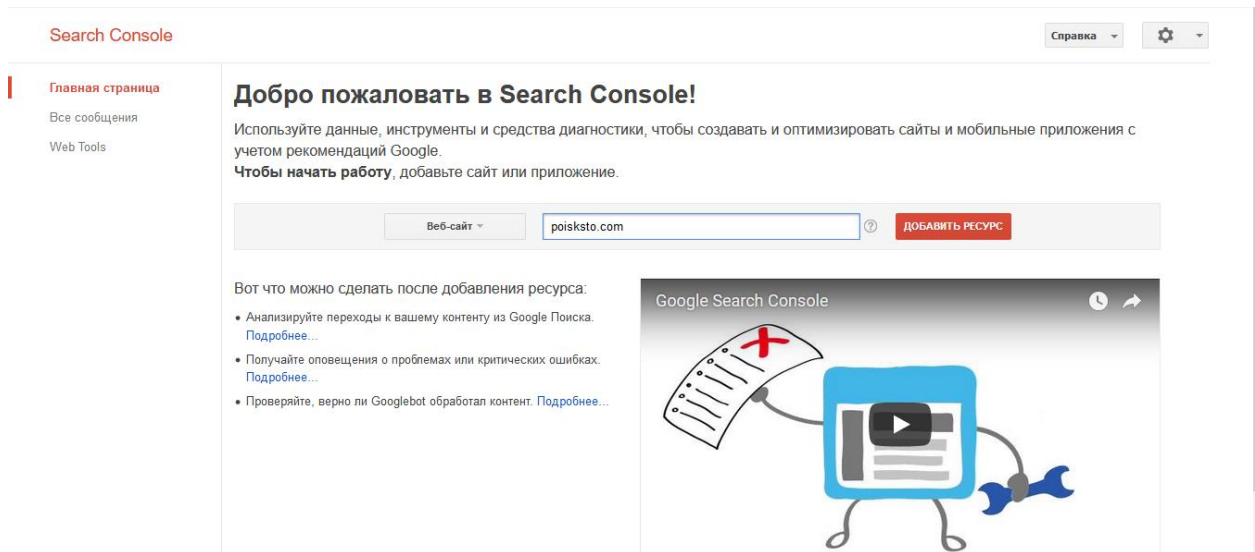 Search Console
Справка
Главная страница
Все сообщения
Web Tools
Добро пожаловать в Search Console!
Используйте данные, инструменты и средства диагностики, чтобы создавать и оптимизировать сайты и мобильные приложения с
учетом рекомендаций Google.
Чтобы начать работу, добавьте сайт или приложение.
Веб-сайт
poisksto.com
?
ДОБАВИТЬ РЕСУРС
Вот что можно сделать после добавления ресурса:
• Анализируйте переходы к вашему контенту из Google Поиска.
Подробнее...
• Получайте оповещения о проблемах или критических ошибках.
Подробнее...
• Проверяйте, верно ли Googlebot обработал контент. Подробнее...
Google Search Console